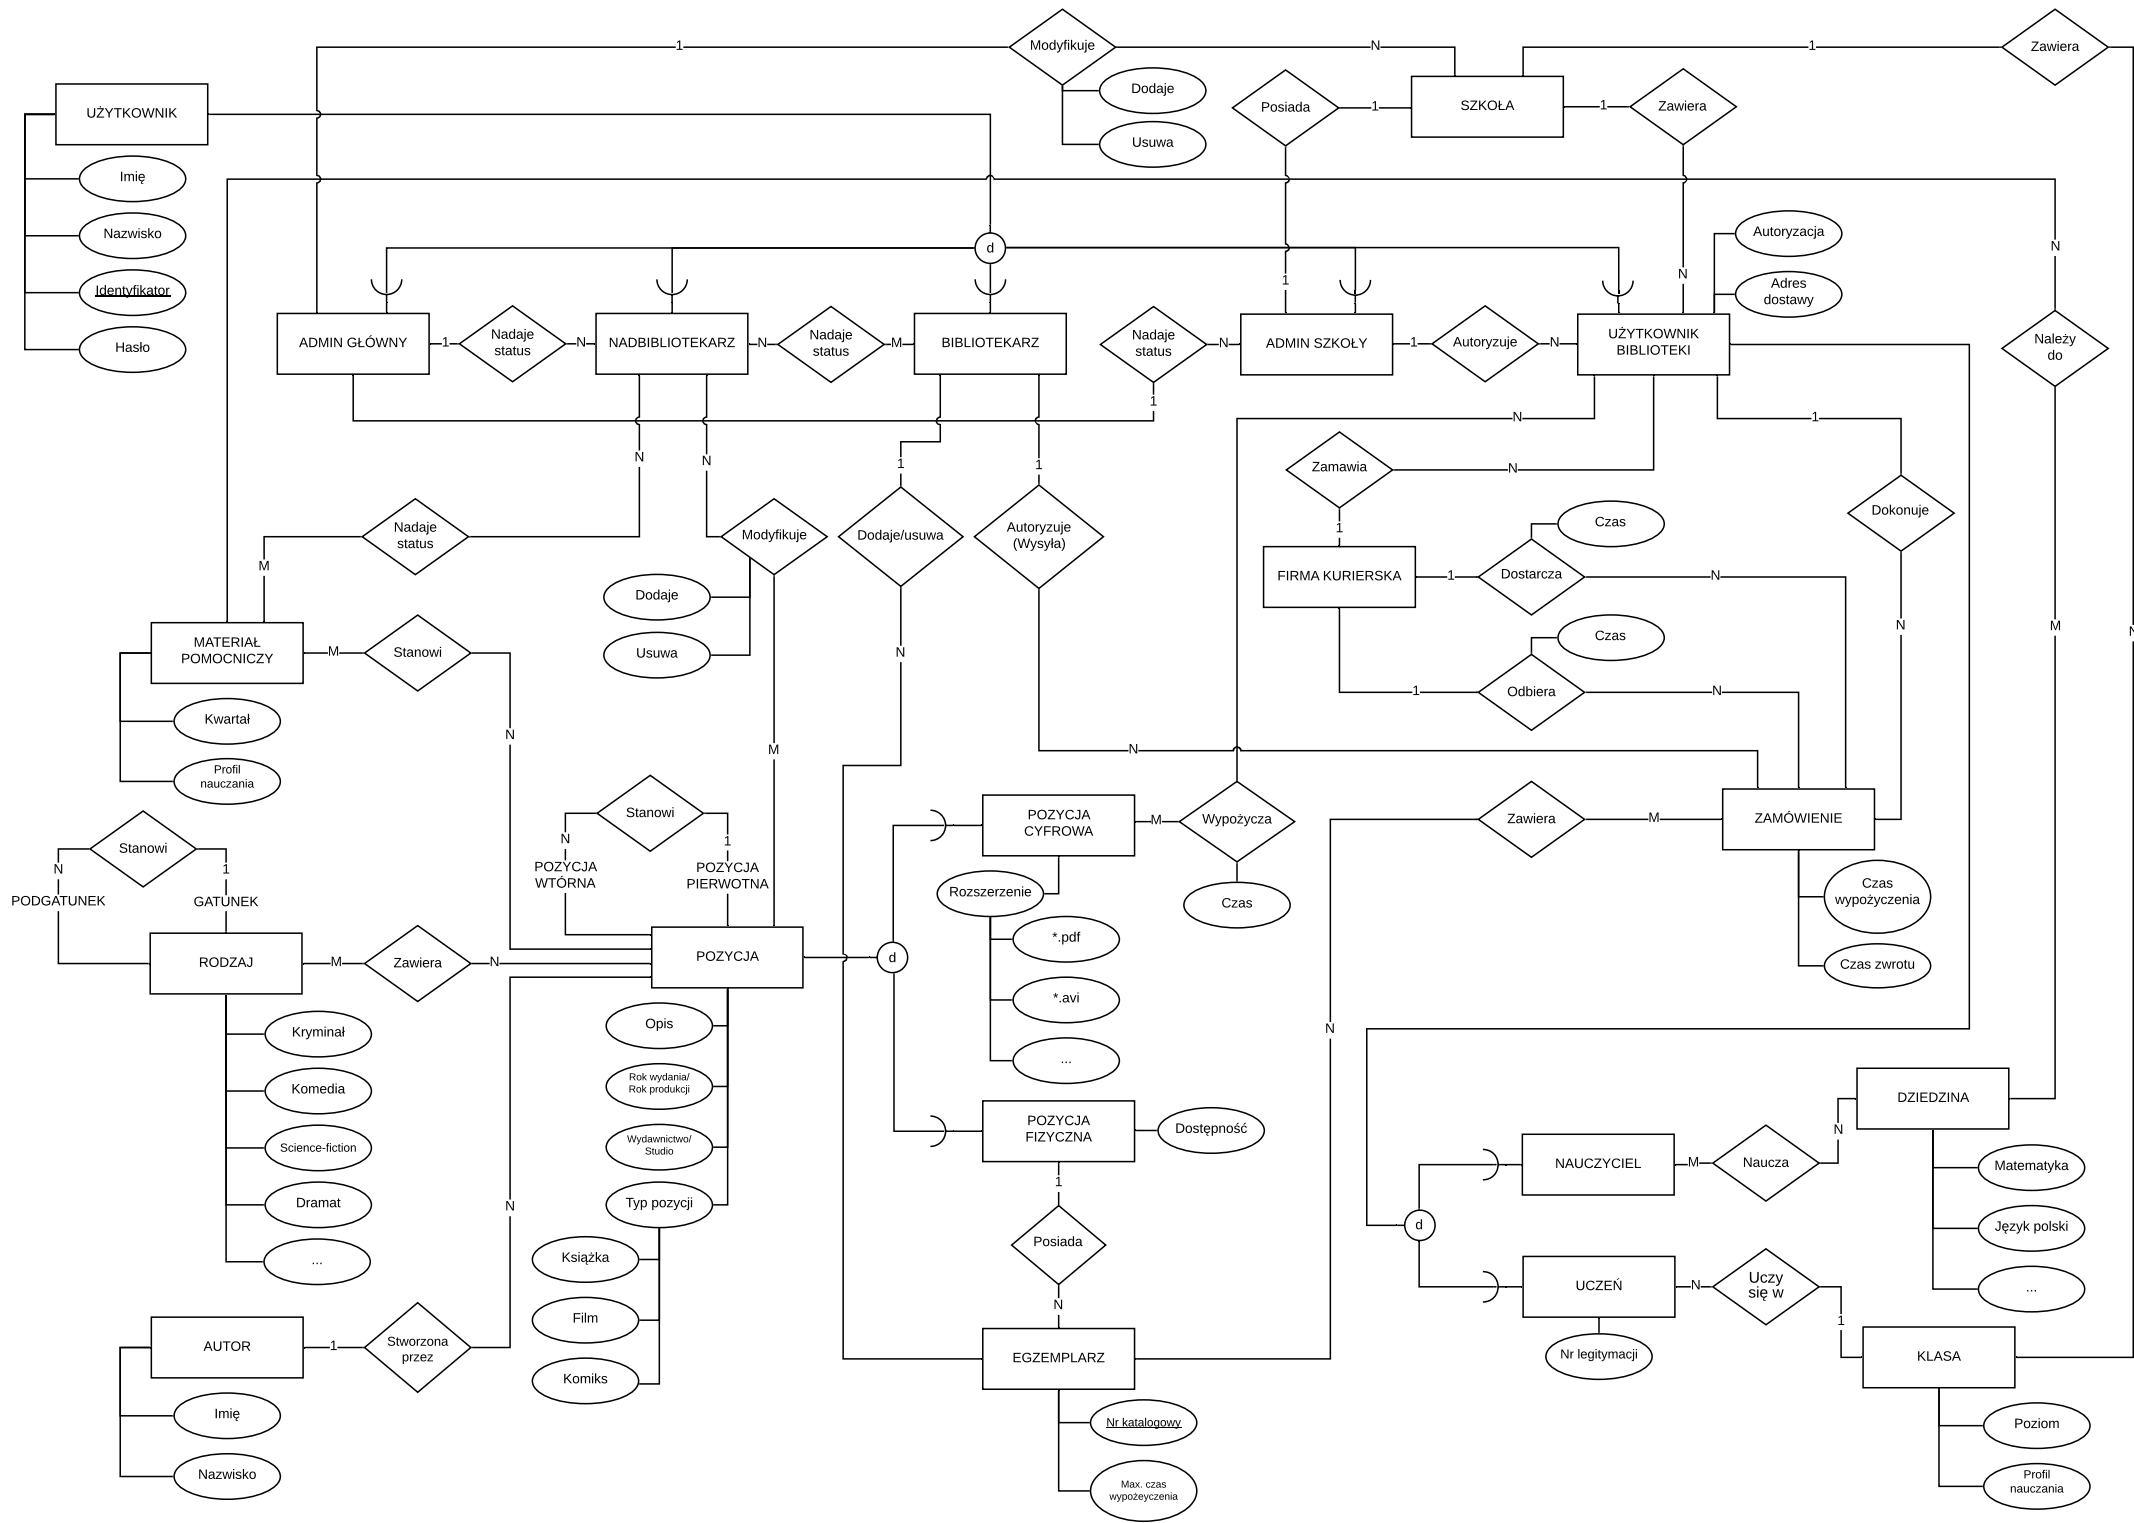 1
Modyfikuje
N
1
Zawiera
Dodaje
Usuwa
UŻYTKOWNIK
Imię
Nazwisko
Identyfikator
Hasło
Posiada
1
SZKOŁA
1
Zawiera
1
N
N
d
Autoryzacja
Adres
dostawy
ADMIN GŁÓWNY
1
Nadaje
status
N
NADBIBLIOTEKARZ
N
Nadaje
status
M
BIBLIOTEKARZ
Nadaje
status
N
1
ADMIN SZKOŁY
1
Autoryzuje
N
UŻYTKOWNIK
BIBLIOTEKI
Należy
do
N
N
1
1
N
1
Zamawia
N
1
Nadaje
status
M
Modyfikuje
Dodaje
Usuwa
M
Dodaje/usuwa
N
Autoryzuje
(Wysyła)
N
FIRMA KURIERSKA
1
Dostarcza
Czas
N
1
Odbiera
Czas
N
Dokonuje
N
M
N
MATERIAŁ
POMOCNICZY
M
Stanowi
N
Kwartał
Profil
nauczania
Stanowi
N
1
PODGATUNEK
GATUNEK
RODZAJ
M
Zawiera
N
Kryminał
Komedia
Science-fiction
Dramat
...
Stanowi
N
1
POZYCJA
WTÓRNA
POZYCJA
PIERWOTNA
POZYCJA
d
Opis
Rok wydania/
Rok produkcji
Wydawnictwo/
Studio
Typ pozycji
Książka
Film
Komiks
POZYCJA
CYFROWA
M
Wypożycza
Czas
Rozszerzenie
*.pdf
*.avi
...
POZYCJA
FIZYCZNA
Dostępność
1
Posiada
N
EGZEMPLARZ
Nr katalogowy
Max. czas
wypożeyczenia
Zawiera
M
N
ZAMÓWIENIE
Czas
wypożyczenia
Czas zwrotu
AUTOR
1
Stworzona
przez
N
Imię
Nazwisko
d
NAUCZYCIEL
M
Naucza
N
DZIEDZINA
Matematyka
Język polski
...
UCZEŃ
N
Uczy
się w
1
Nr legitymacji
KLASA
Poziom
Profil
nauczania